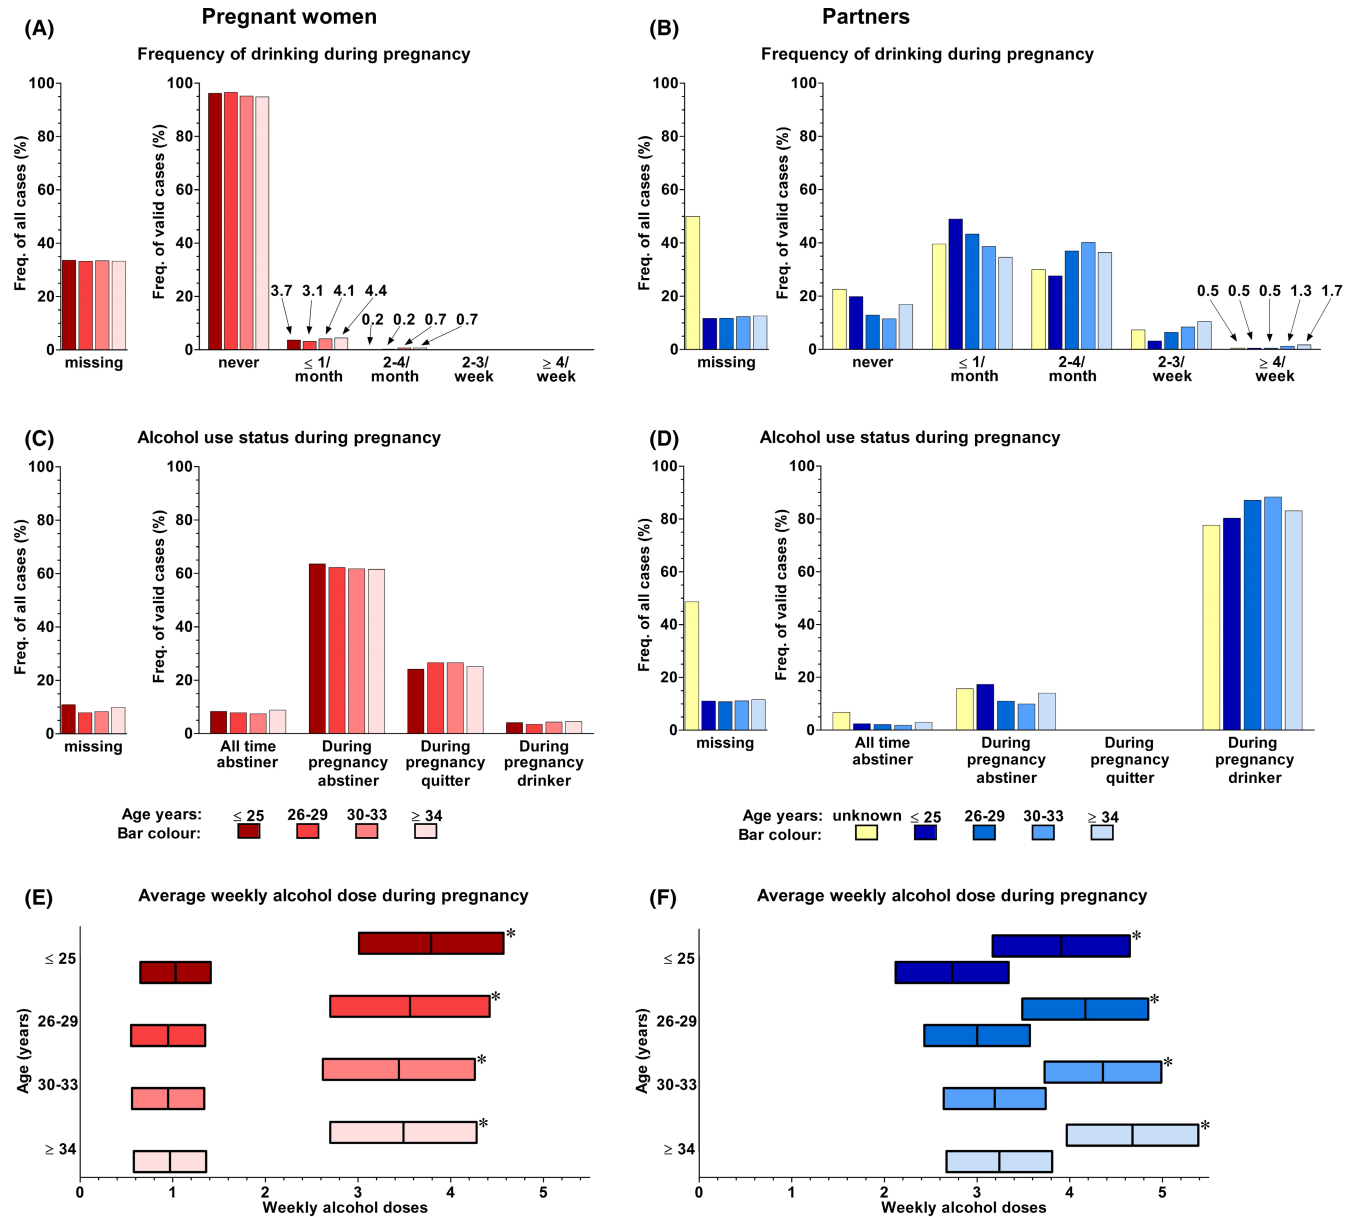 Pregnant women
Partners
(A)
Frequency of drinking during pregnancy
Freq. of all cases (%)
100
80
60
40
20
0
missing
Freq. of valid cases (%)
100
80
60
40
20
0
3.7 3.1 4.1 4.4
0.2 0.2 0.7 0.7
never ≤ 1/ 2-4/ 2-3/ ≥ 4/
month month week week
(B)
Frequency of drinking during pregnancy
Freq. of all cases (%)
100
80
60
40
20
0
missing
Freq. of valid cases (%)
100
80
60
40
20
0
0.5 0.5 0.5 1.3 1.7
never ≤ 1/ 2-4/ 2-3/ ≥ 4/
month month week week
(C)
Alcohol use status during pregnancy
Freq. of all cases (%)
100
80
60
40
20
0
missing
Freq. of valid cases (%)
100
80
60
40
20
0
All time During During During
abstiner pregnancy pregnancy pregnancy
abstiner quitter drinker
Age years: ≤ 25 26-29 30-33 ≥ 34
Bar colour:
(D)
Alcohol use status during pregnancy
Freq. of all cases (%)
100
80
60
40
20
0
missing
Freq. of valid cases (%)
100
80
60
40
20
0
All time During During During
abstiner pregnancy pregnancy pregnancy
abstiner quitter drinker
Age years: unknown ≤ 25 26-29 30-33 ≥ 34
Bar colour:
(E)
Average weekly alcohol dose during pregnancy
Age (years)
≤ 25
*
26-29
*
30-33
*
≥ 34
*
0 1 2 3 4 5
Weekly alcohol doses
(F)
Average weekly alcohol dose during pregnancy
Age (years)
≤ 25
*
26-29
*
30-33
*
≥ 34
*
0 1 2 3 4 5
Weekly alcohol doses